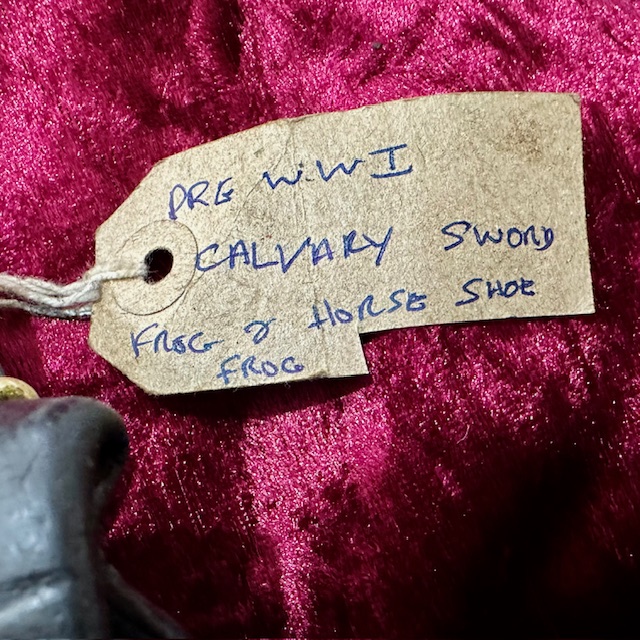 PRE W.W I
CALVARY SWORD
FROG & HORSE SHOE
FROG